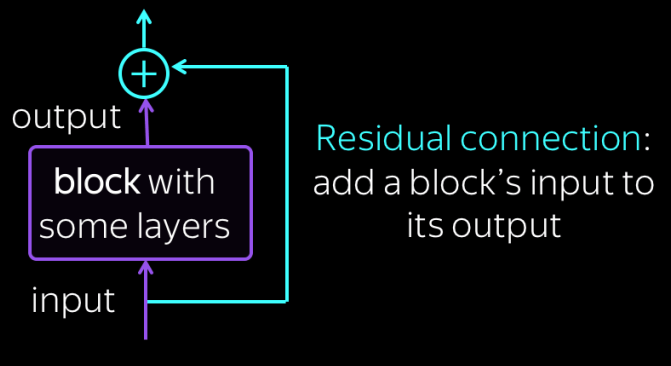 output
block with
some layers
input
Residual connection:
add a block's input to
its output